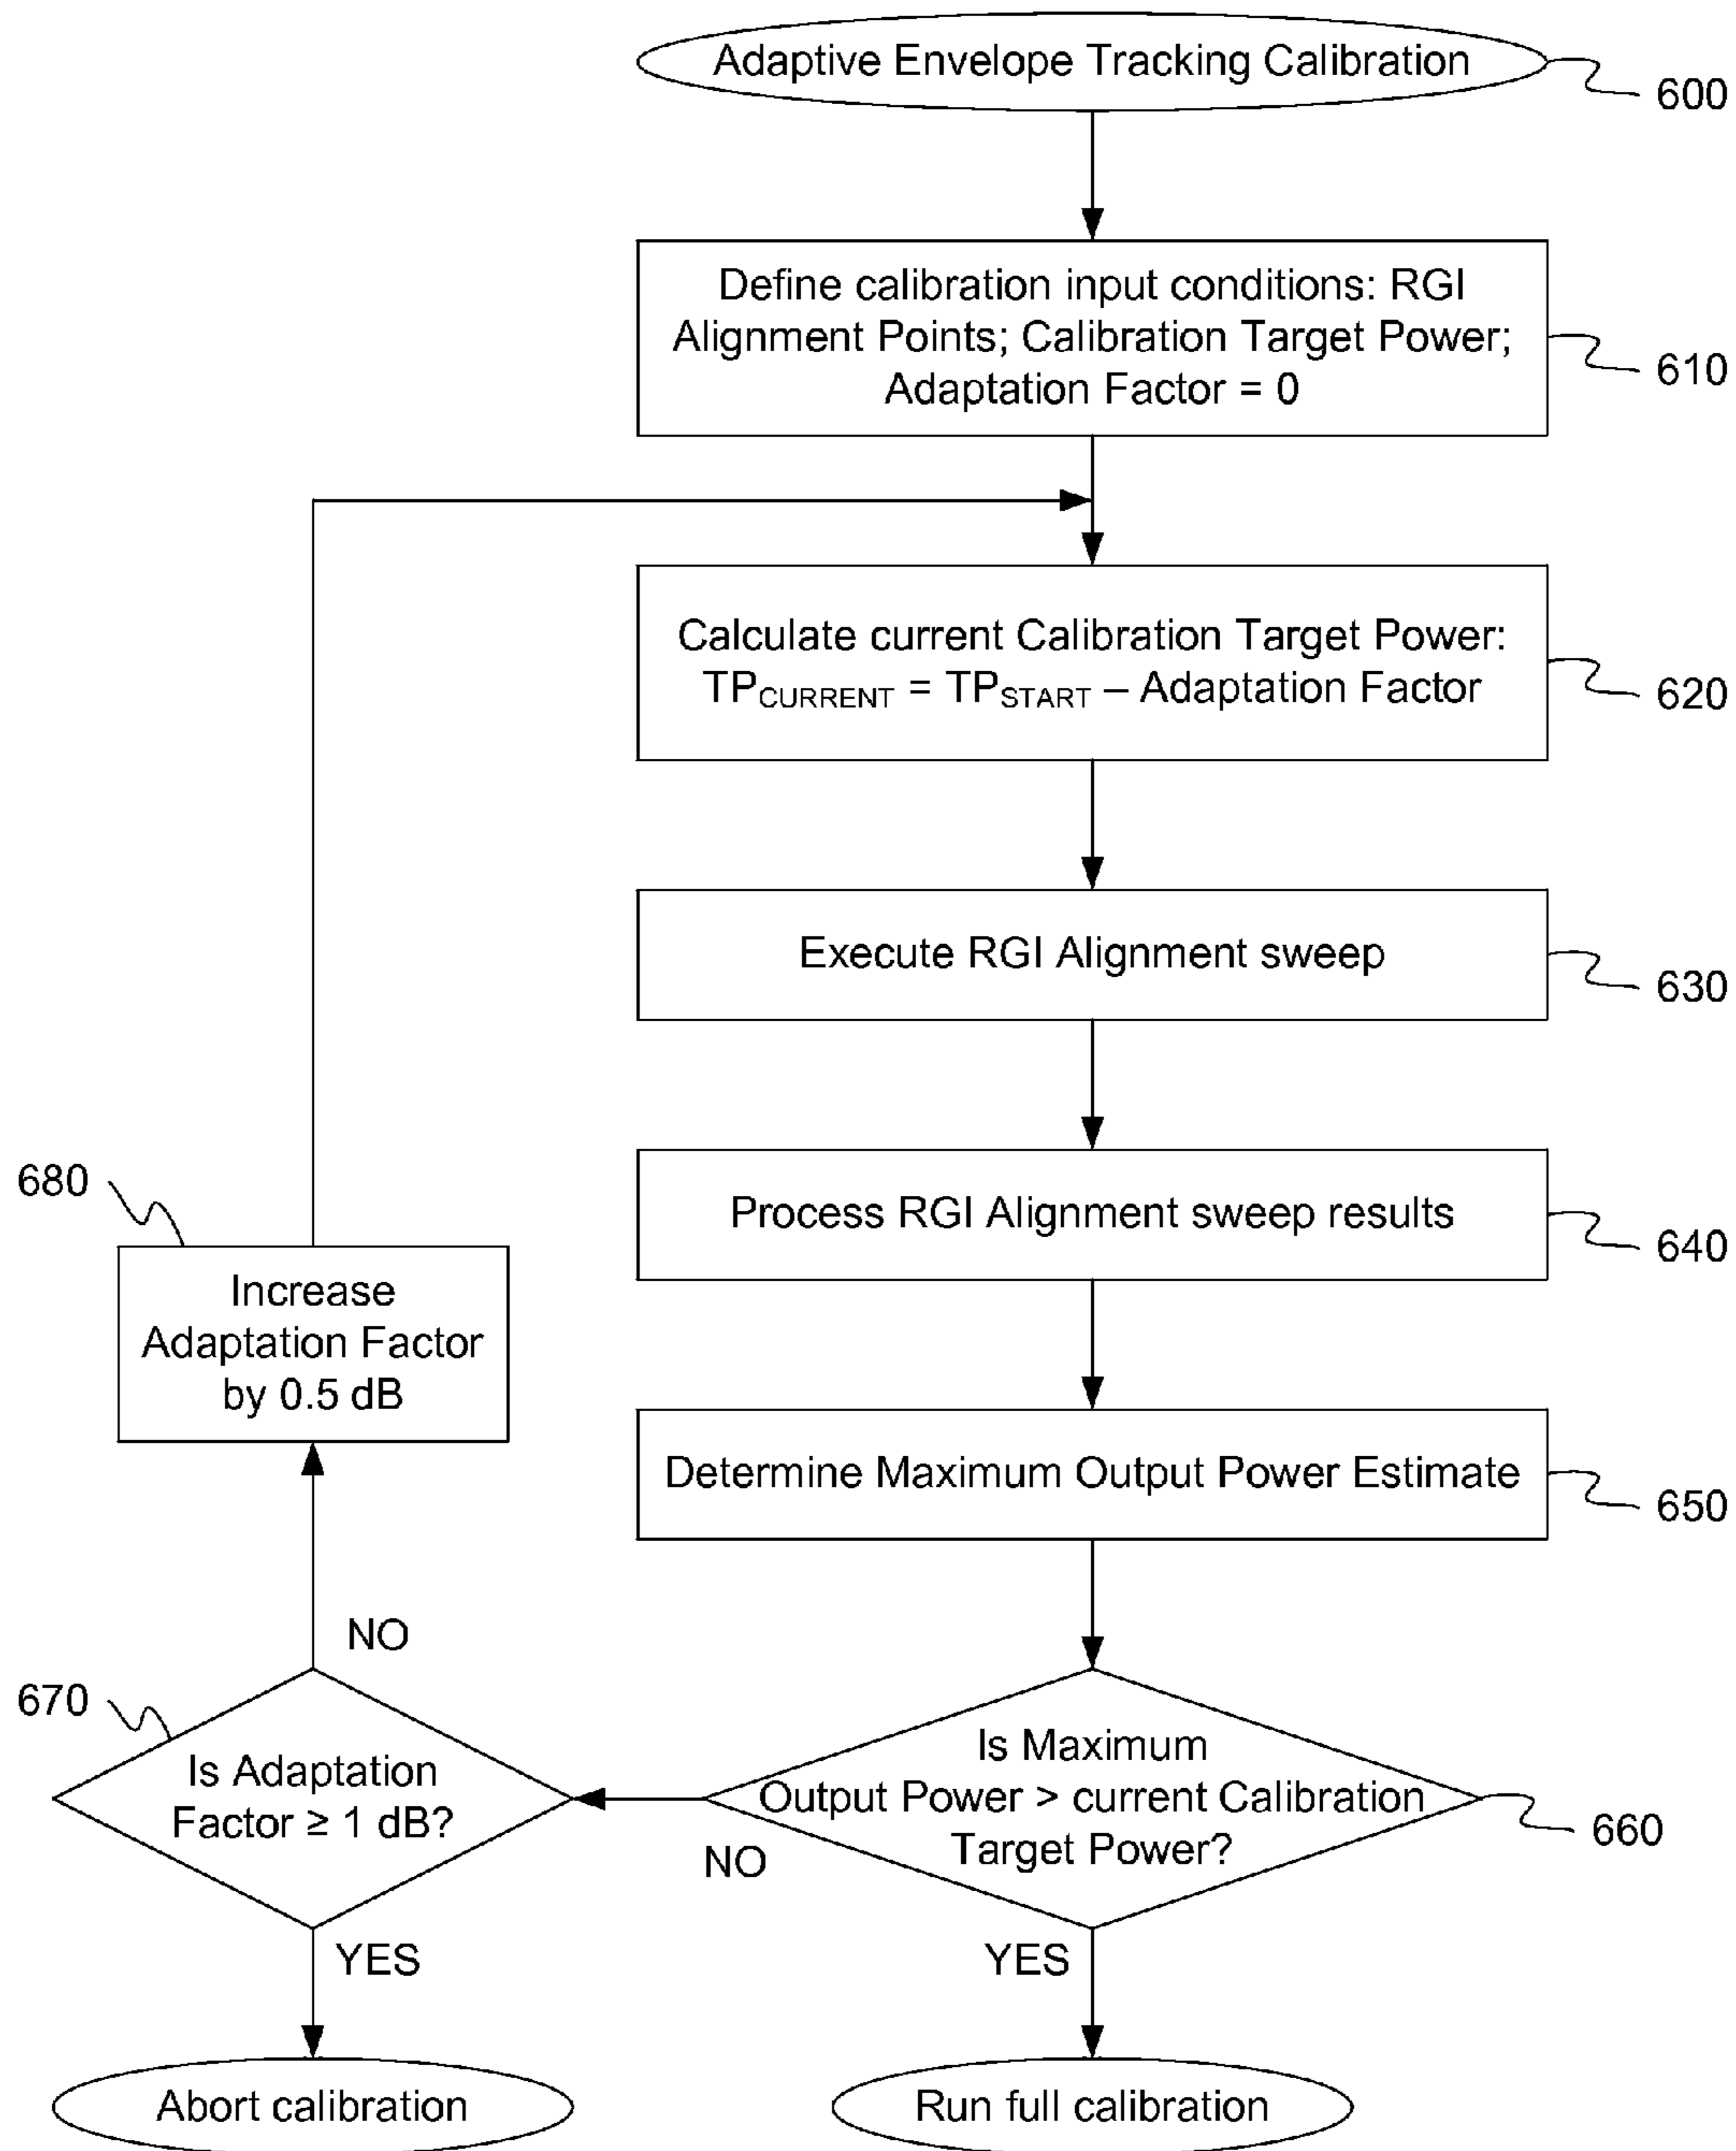 Adaptive Envelope Tracking Calibration
600
Define calibration input conditions: RGI
Alignment Points; Calibration Target Power;
Adaptation Factor = 0
610
Calculate current Calibration Target Power:
TP_CURRENT = TP_START – Adaptation Factor
620
Execute RGI Alignment sweep
630
Process RGI Alignment sweep results
640
680
Increase
Adaptation Factor
by 0.5 dB
Determine Maximum Output Power Estimate
650
NO
670
Is Adaptation
Factor ≥ 1 dB?
Is Maximum
Output Power > current Calibration
Target Power?
660
NO
YES
YES
Abort calibration
Run full calibration